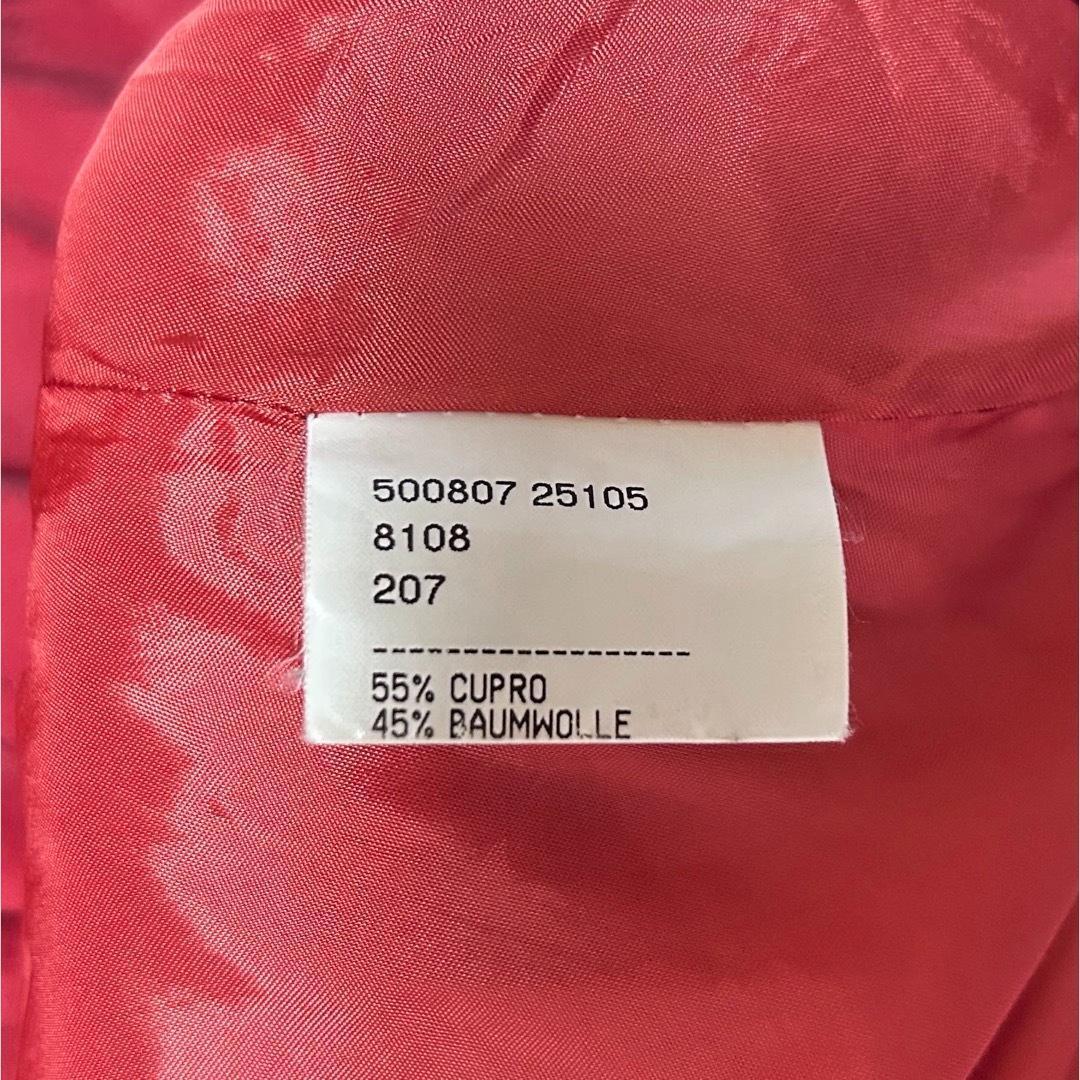 500807 25105
8108
207
-------------------
55% CUPRO
45% BAUMWOLLE